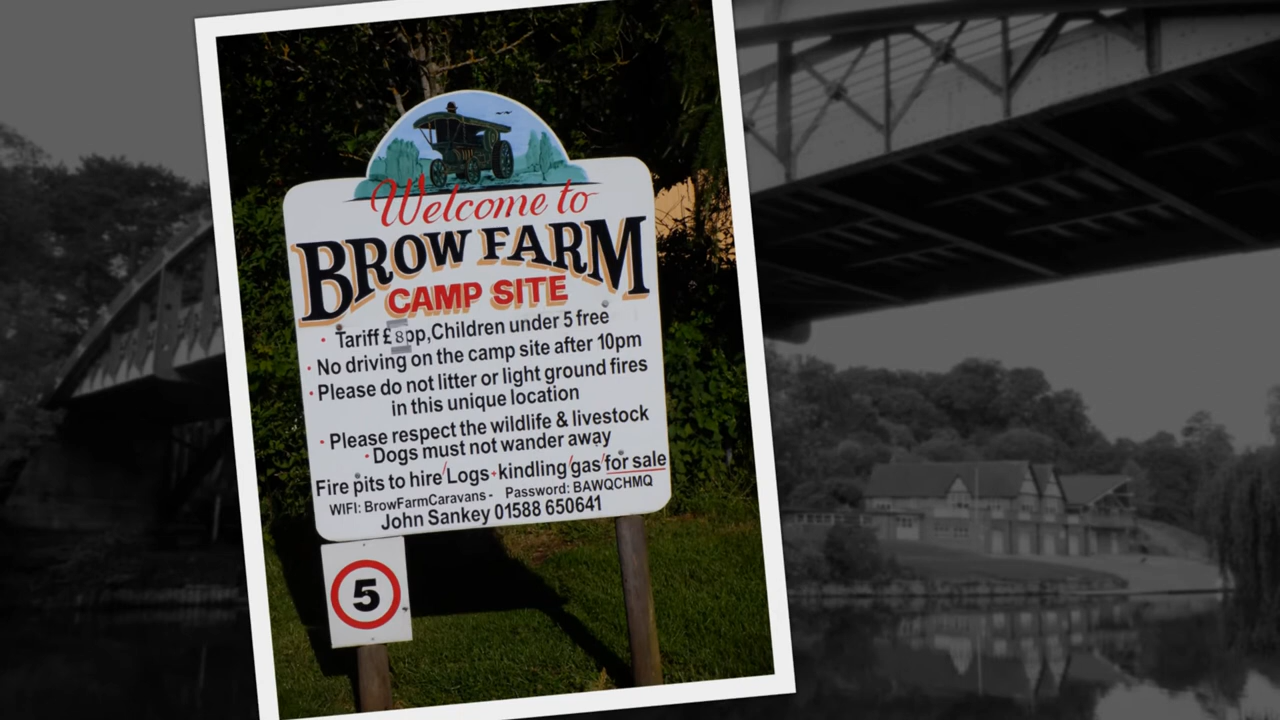 Welcome to
BROW FARM
CAMP SITE
• Tariff £8pp, Children under 5 free
• No driving on the camp site after 10pm
• Please do not litter or light ground fires
in this unique location
• Please respect the wildlife & livestock
• Dogs must not wander away
Fire pits to hire/Logs+kindling/gas/for sale
WIFI: BrowFarmCaravans - Password: BAWQCHMQ
John Sankey 01588 650641
5